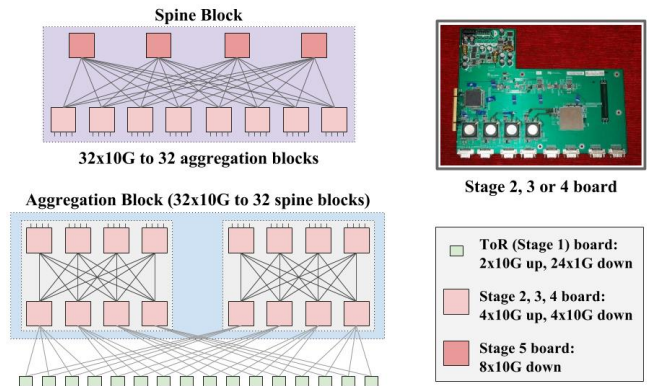 Spine Block
32x10G to 32 aggregation blocks
Stage 2, 3 or 4 board
Aggregation Block (32x10G to 32 spine blocks)
ToR (Stage 1) board:
2x10G up, 24x1G down
Stage 2, 3, 4 board:
4x10G up, 4x10G down
Stage 5 board:
8x10G down